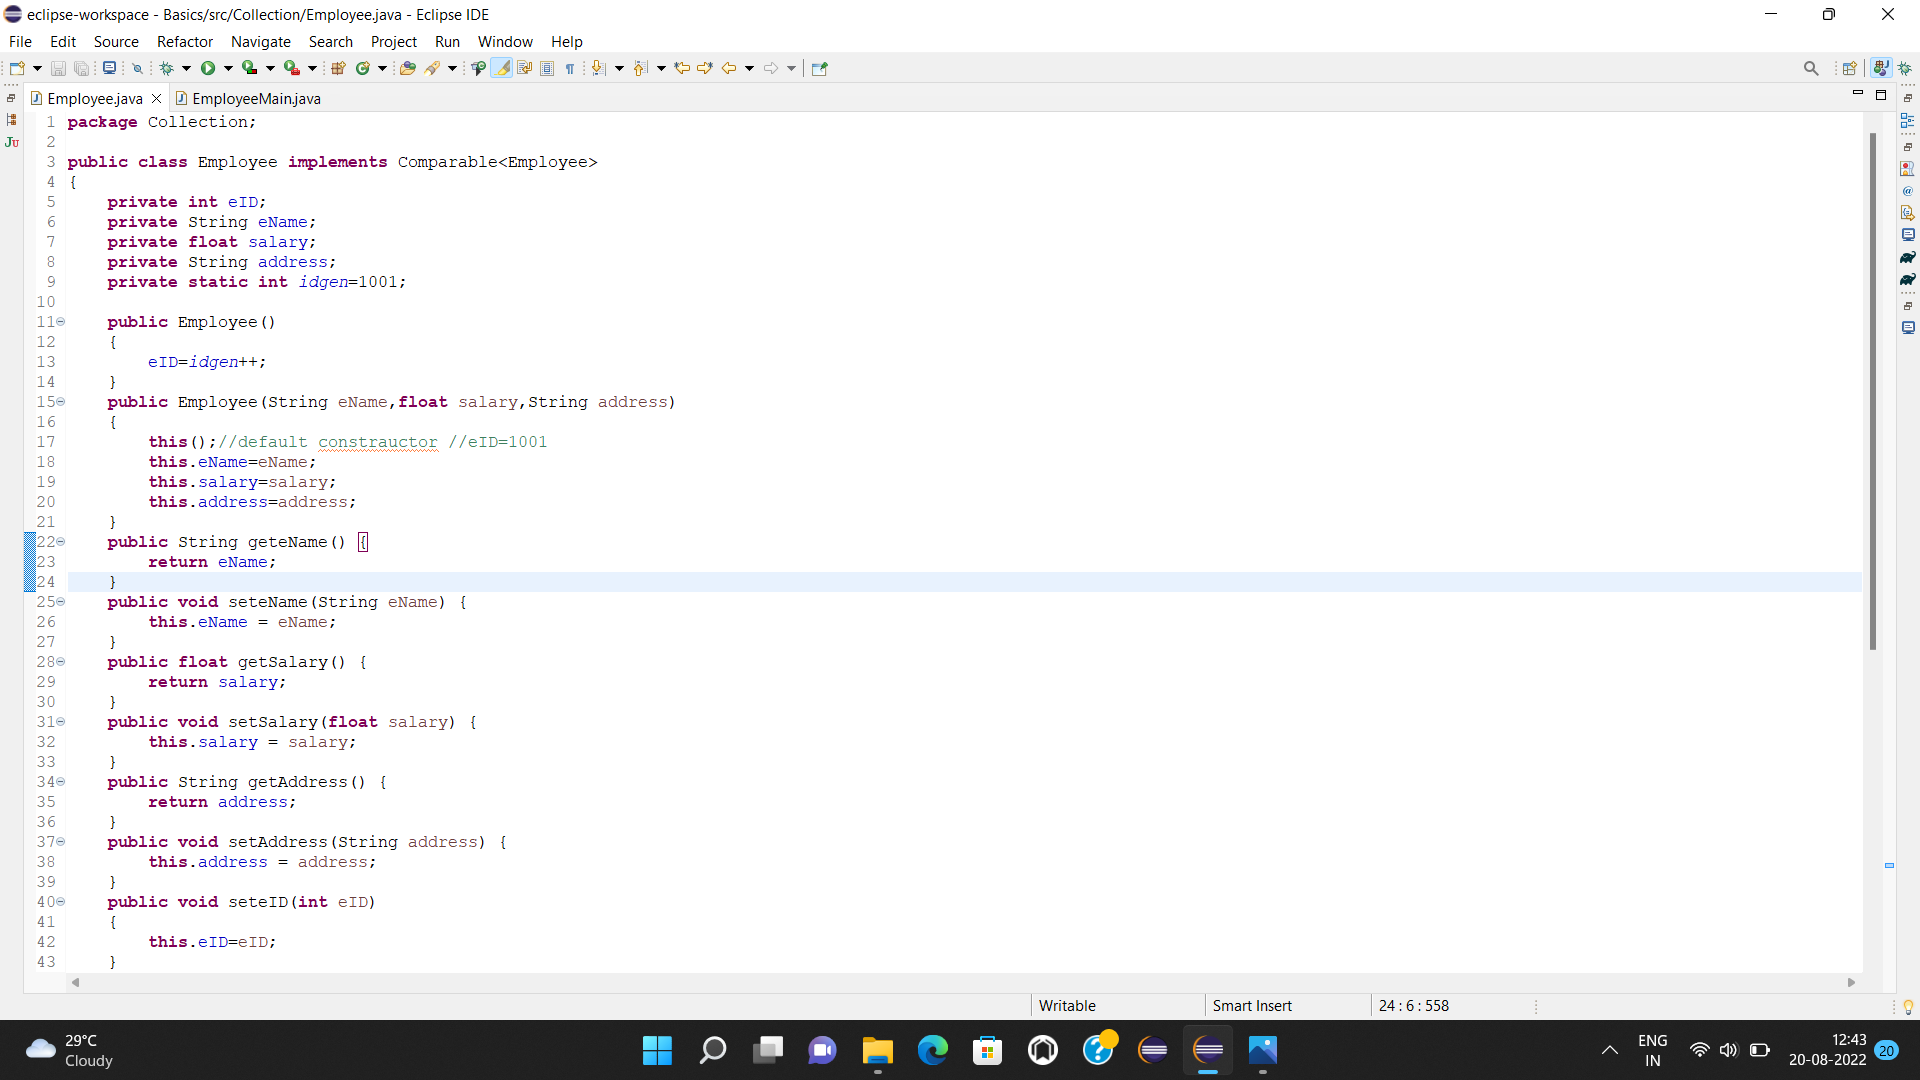 eclipse-workspace - Basics/src/Collection/Employee.java - Eclipse IDE
File Edit Source Refactor Navigate Search Project Run Window Help
Employee.java EmployeeMain.java
1 package Collection;
2
3 public class Employee implements Comparable<Employee>
4 {
5 private int eID;
6 private String eName;
7 private float salary;
8 private String address;
9 private static int idgen=1001;
10
11 public Employee()
12 {
13 eID=idgen++;
14 }
15 public Employee(String eName,float salary,String address)
16 {
17 this();//default constrauctor //eID=1001
18 this.eName=eName;
19 this.salary=salary;
20 this.address=address;
21 }
22 public String geteName() {
23 return eName;
24 }
25 public void seteName(String eName) {
26 this.eName = eName;
27 }
28 public float getSalary() {
29 return salary;
30 }
31 public void setSalary(float salary) {
32 this.salary = salary;
33 }
34 public String getAddress() {
35 return address;
36 }
37 public void setAddress(String address) {
38 this.address = address;
39 }
40 public void seteID(int eID)
41 {
42 this.eID=eID;
43 }
Writable Smart Insert 24 : 6 : 558
29°C
Cloudy
ENG
IN
12:43
20-08-2022
20